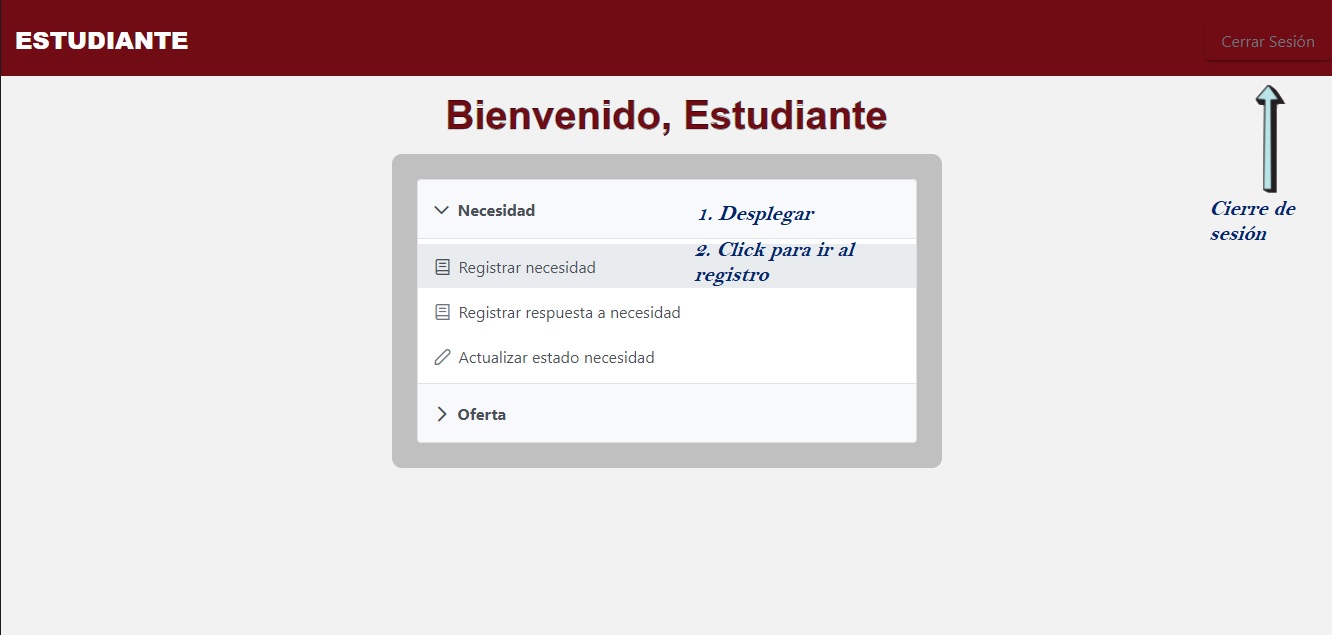 ESTUDIANTE
Cerrar Sesión
Bienvenido, Estudiante
Necesidad
1. Desplegar
Registrar necesidad
2. Click para ir al
registro
Registrar respuesta a necesidad
Actualizar estado necesidad
Oferta
Cierre de
sesión